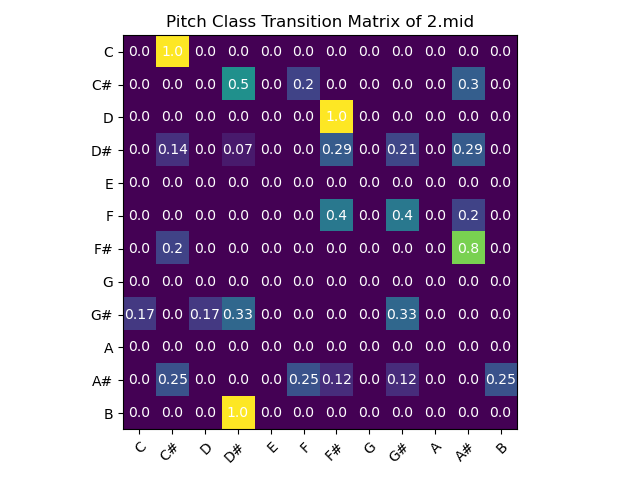 Pitch Class Transition Matrix of 2.mid
C 0.0 1.0 0.0 0.0 0.0 0.0 0.0 0.0 0.0 0.0 0.0 0.0
C# 0.0 0.0 0.0 0.5 0.0 0.2 0.0 0.0 0.0 0.0 0.3 0.0
D 0.0 0.0 0.0 0.0 0.0 0.0 1.0 0.0 0.0 0.0 0.0 0.0
D# 0.0 0.14 0.0 0.07 0.0 0.0 0.29 0.0 0.21 0.0 0.29 0.0
E 0.0 0.0 0.0 0.0 0.0 0.0 0.0 0.0 0.0 0.0 0.0 0.0
F 0.0 0.0 0.0 0.0 0.0 0.0 0.4 0.0 0.4 0.0 0.2 0.0
F# 0.0 0.2 0.0 0.0 0.0 0.0 0.0 0.0 0.0 0.0 0.8 0.0
G 0.0 0.0 0.0 0.0 0.0 0.0 0.0 0.0 0.0 0.0 0.0 0.0
G# 0.17 0.0 0.17 0.33 0.0 0.0 0.0 0.0 0.33 0.0 0.0 0.0
A 0.0 0.0 0.0 0.0 0.0 0.0 0.0 0.0 0.0 0.0 0.0 0.0
A# 0.0 0.25 0.0 0.0 0.0 0.25 0.12 0.0 0.12 0.0 0.0 0.25
B 0.0 0.0 0.0 1.0 0.0 0.0 0.0 0.0 0.0 0.0 0.0 0.0
C C# D D# E F F# G G# A A# B